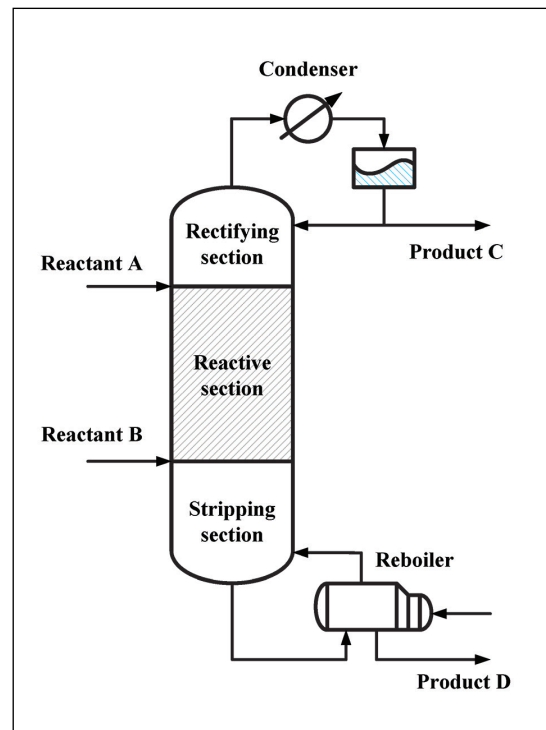 Condenser
Rectifying
section
Product C
Reactant A
Reactive
section
Reactant B
Stripping
section
Reboiler
Product D